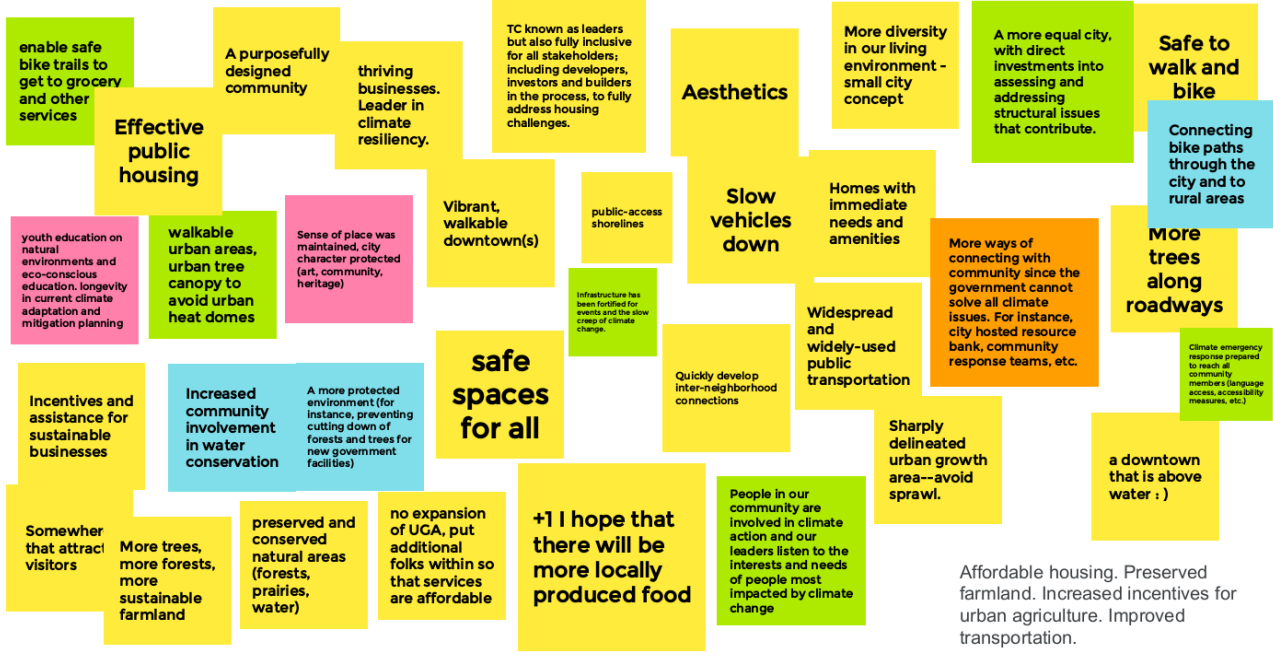 enable safe
bike trails to
get to grocery
and other
services
A purposefully
designed
community
thriving
businesses.
Leader in
climate
resiliency.
TC known as leaders
but also fully inclusive
for all stakeholders;
including developers,
investors and builders
in the process, to fully
address housing
challenges.
Aesthetics
More diversity
in our living
environment -
small city
concept
A more equal city,
with direct
investments into
assessing and
addressing
structural issues
that contribute.
Safe to
walk and
bike
Effective
public
housing
Connecting
bike paths
through the
city and to
rural areas
Vibrant,
walkable
downtown(s)
public-access
shorelines
Slow
vehicles
down
Homes with
immediate
needs and
amenities
youth education on
natural
environments and
eco-conscious
education. longevity
in current climate
adaptation and
mitigation planning
walkable
urban areas,
urban tree
canopy to
avoid urban
heat domes
Sense of place was
maintained, city
character protected
(art, community,
heritage)
More ways of
connecting with
community since the
government cannot
solve all climate
issues. For instance,
city hosted resource
bank, community
response teams, etc.
More
trees
along
roadways
Infrastructure has
been fortified for
events and the slow
creep of climate
change.
Widespread
and
widely-used
public
transportation
Climate emergency
response prepared
to reach all
community
members (language
access, accessibility
measures, etc.)
Incentives and
assistance for
sustainable
businesses
Increased
community
involvement
in water
conservation
A more protected
environment (for
instance, preventing
cutting down of
forests and trees for
new government
facilities)
safe
spaces
for all
Quickly develop
inter-neighborhood
connections
Sharply
delineated
urban growth
area--avoid
sprawl.
a downtown
that is above
water : )
Somewher
that attract
visitors
More trees,
more forests,
more
sustainable
farmland
preserved and
conserved
natural areas
(forests,
prairies,
water)
no expansion
of UGA, put
additional
folks within so
that services
are affordable
+1 I hope that
there will be
more locally
produced food
People in our
community are
involved in climate
action and our
leaders listen to the
interests and needs
of people most
impacted by climate
change
Affordable housing. Preserved
farmland. Increased incentives for
urban agriculture. Improved
transportation.